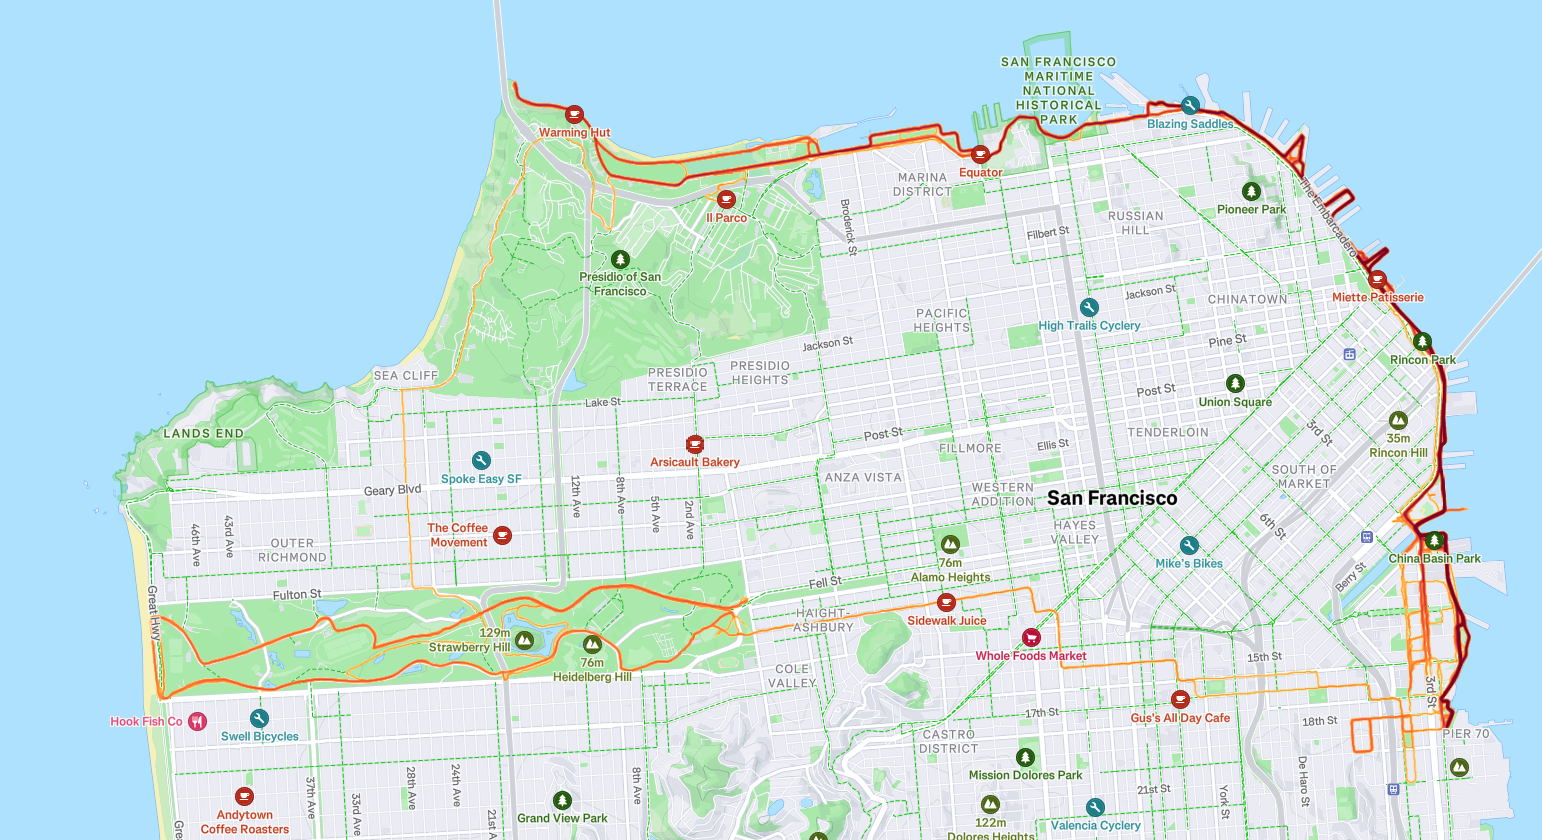 SAN FRANCISCO
MARITIME
NATIONAL
HISTORICAL
PARK
Warming Hut
Blazing Saddles
Equator
MARINA
DISTRICT
The Embarcadero
Il Parco
Pioneer Park
Broderick St
RUSSIAN
HILL
Filbert St
Presidio of San
Francisco
Miette Patisserie
Jackson St
CHINATOWN
PACIFIC
HEIGHTS
High Trails Cyclery
Pine St
Jackson St
Rincon Park
SEA CLIFF
PRESIDIO
TERRACE
PRESIDIO
HEIGHTS
Post St
Union Square
Lake St
LANDS END
Post St
TENDERLOIN
3rd St
35m
Rincon Hill
FILLMORE
Ellis St
Arsicault Bakery
Spoke Easy SF
Geary Blvd
12th Ave
8th Ave
5th Ave
2nd Ave
ANZA VISTA
WESTERN
ADDITION
San Francisco
SOUTH OF
MARKET
46th Ave
43rd Ave
The Coffee
Movement
OUTER
RICHMOND
HAYES
VALLEY
6th St
Mike's Bikes
China Basin Park
76m
Alamo Heights
Berry St
Fell St
Fulton St
Great Hwy
HAIGHT-
ASHBURY
Sidewalk Juice
129m
Strawberry Hill
76m
Heidelberg Hill
COLE
VALLEY
Whole Foods Market
15th St
3rd St
Hook Fish Co
Swell Bicycles
17th St
Gus's All Day Cafe
18th St
PIER 70
CASTRO
DISTRICT
Mission Dolores Park
37th Ave
33rd Ave
28th Ave
24th Ave
21st A
8th Ave
21st St
York St
De Haro St
Andytown
Coffee Roasters
Grand View Park
122m
Dolores Heights
Valencia Cyclery
Gre